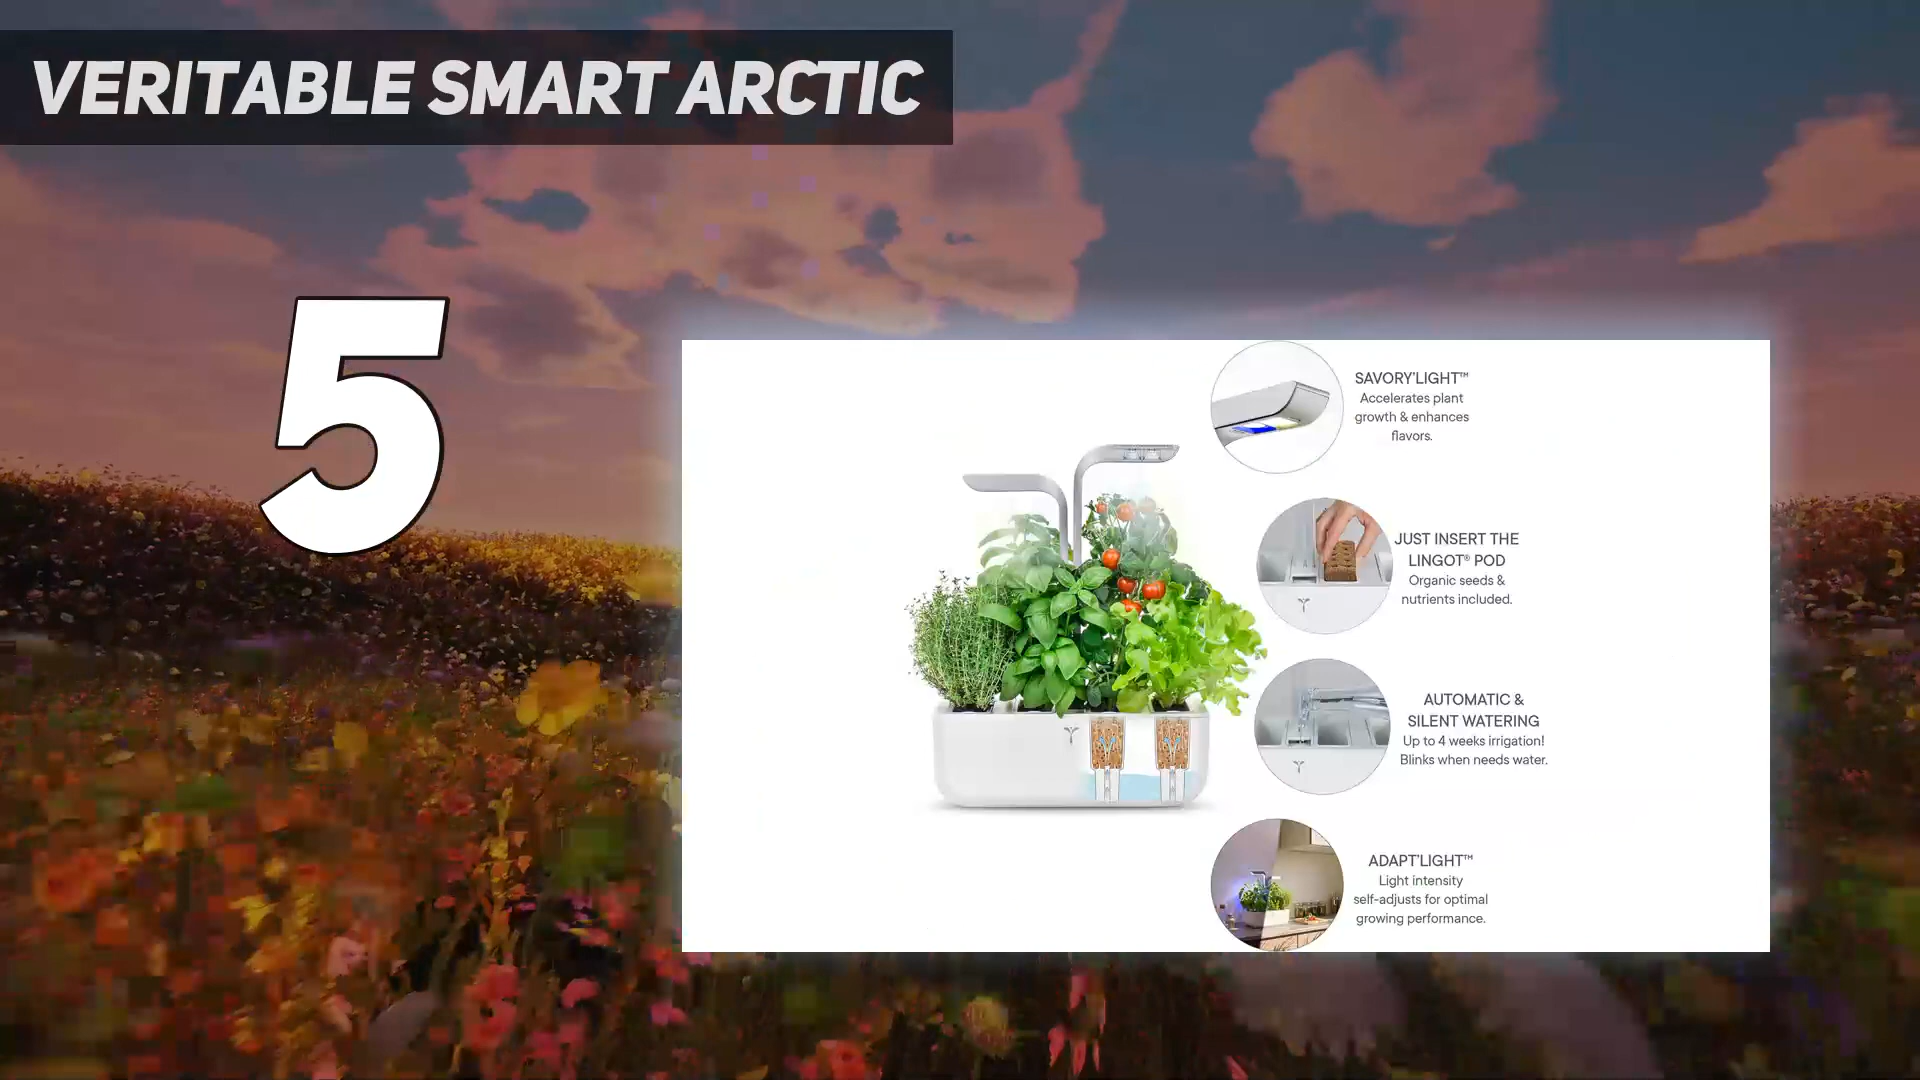 VERITABLE SMART ARCTIC
5
SAVORY'LIGHT™
Accelerates plant
growth & enhances
flavors.
JUST INSERT THE
LINGOT® POD
Organic seeds &
nutrients included.
AUTOMATIC &
SILENT WATERING
Up to 4 weeks irrigation!
Blinks when needs water.
ADAPT'LIGHT™
Light intensity
self-adjusts for optimal
growing performance.